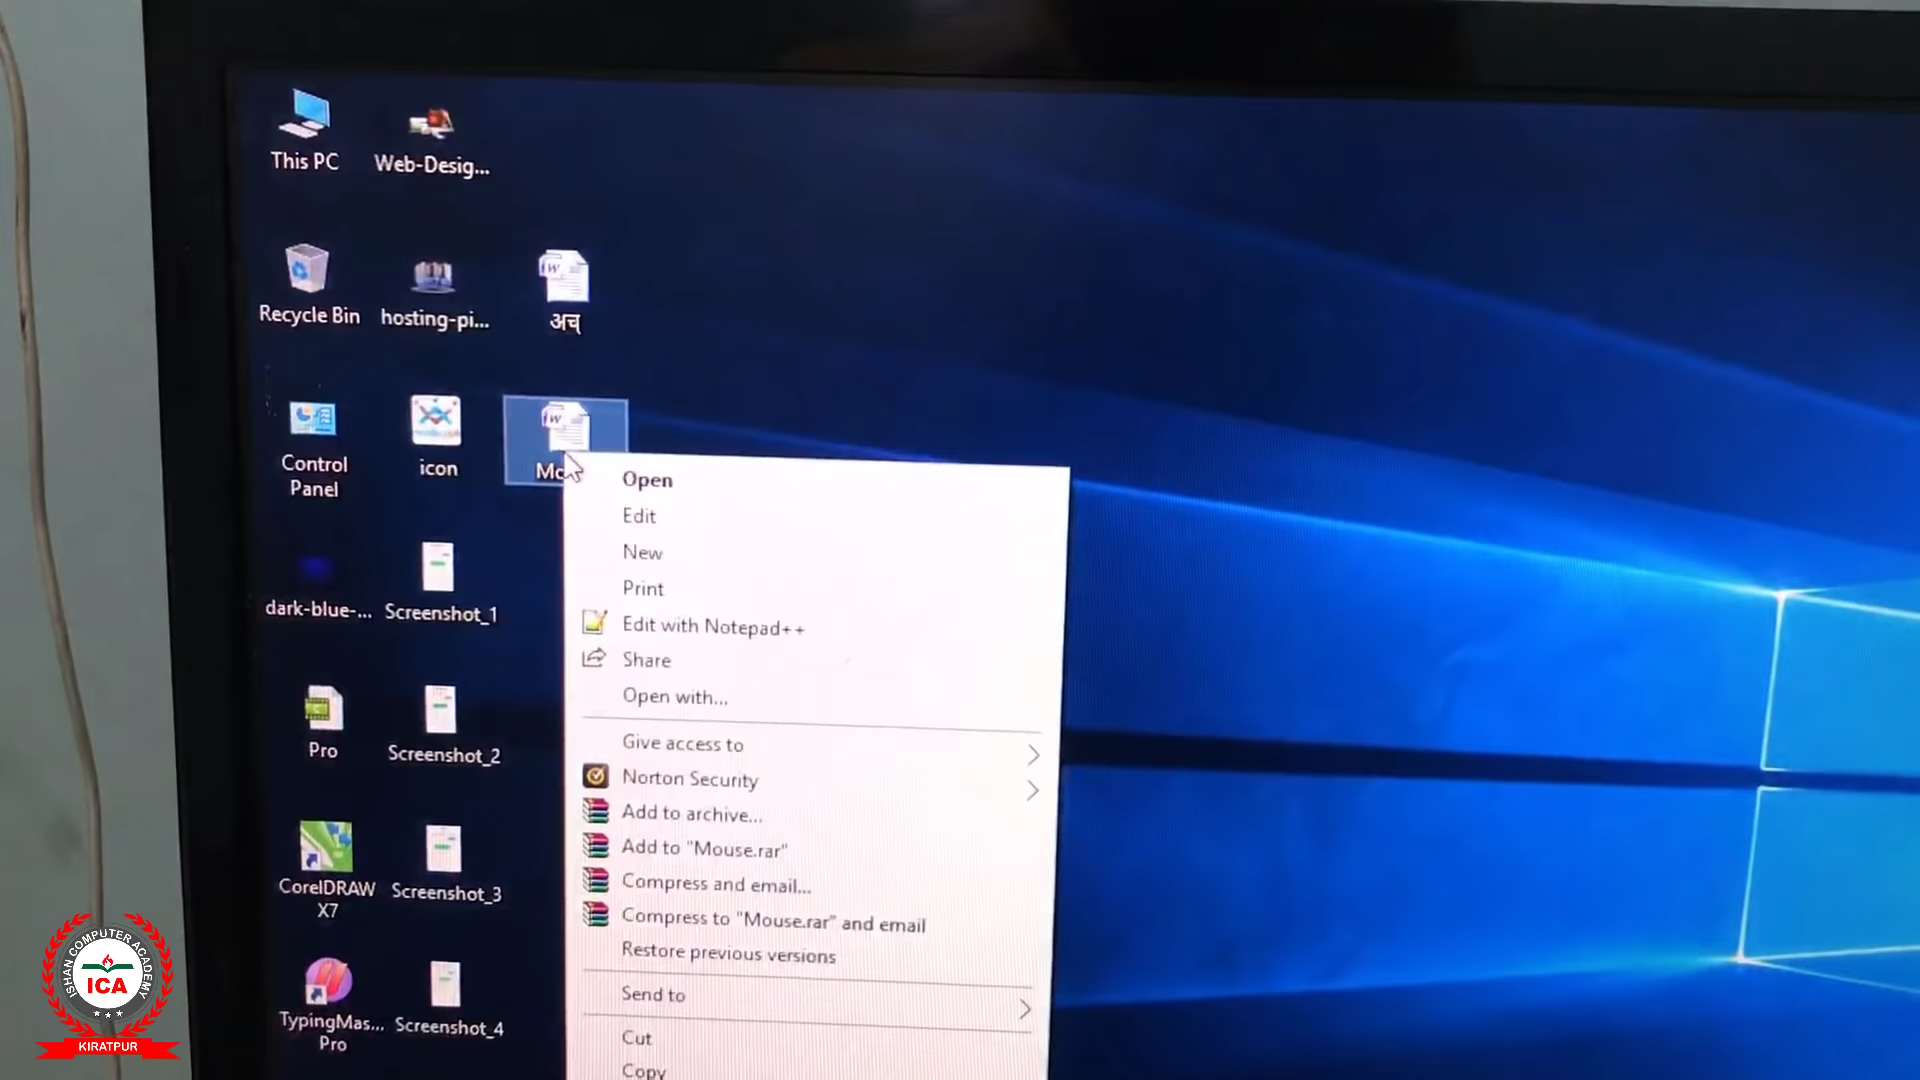 This PC
Web-Desig...
Recycle Bin
hosting-pi...
अच्
Control
Panel
icon
dark-blue-...
Screenshot_1
Pro
Screenshot_2
CorelDRAW
X7
Screenshot_3
TypingMas...
Pro
Screenshot_4
Open
Edit
New
Print
Edit with Notepad++
Share
Open with...
Give access to
Norton Security
Add to archive...
Add to "Mouse.rar"
Compress and email...
Compress to "Mouse.rar" and email
Restore previous versions
Send to
Cut
Copy
ISHAN COMPUTER ACADEMY
ICA
KIRATPUR